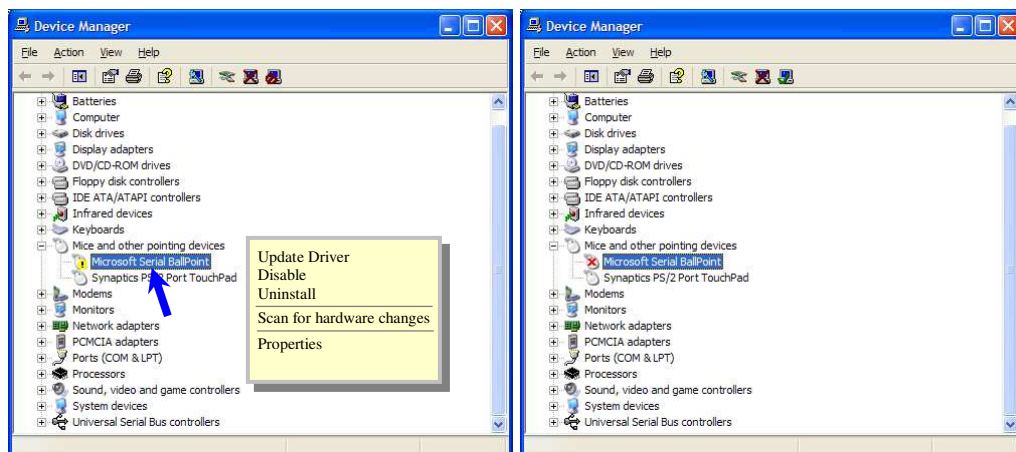 Device Manager
File Action View Help
Batteries
Computer
Disk drives
Display adapters
DVD/CD-ROM drives
Floppy disk controllers
IDE ATA/ATAPI controllers
Infrared devices
Keyboards
Mice and other pointing devices
Microsoft Serial BallPoint
Synaptics PS/2 Port TouchPad
Modems
Monitors
Network adapters
PCMCIA adapters
Ports (COM & LPT)
Processors
Sound, video and game controllers
System devices
Universal Serial Bus controllers
Update Driver
Disable
Uninstall
Scan for hardware changes
Properties
Device Manager
File Action View Help
Batteries
Computer
Disk drives
Display adapters
DVD/CD-ROM drives
Floppy disk controllers
IDE ATA/ATAPI controllers
Infrared devices
Keyboards
Mice and other pointing devices
Microsoft Serial BallPoint
Synaptics PS/2 Port TouchPad
Modems
Monitors
Network adapters
PCMCIA adapters
Ports (COM & LPT)
Processors
Sound, video and game controllers
System devices
Universal Serial Bus controllers